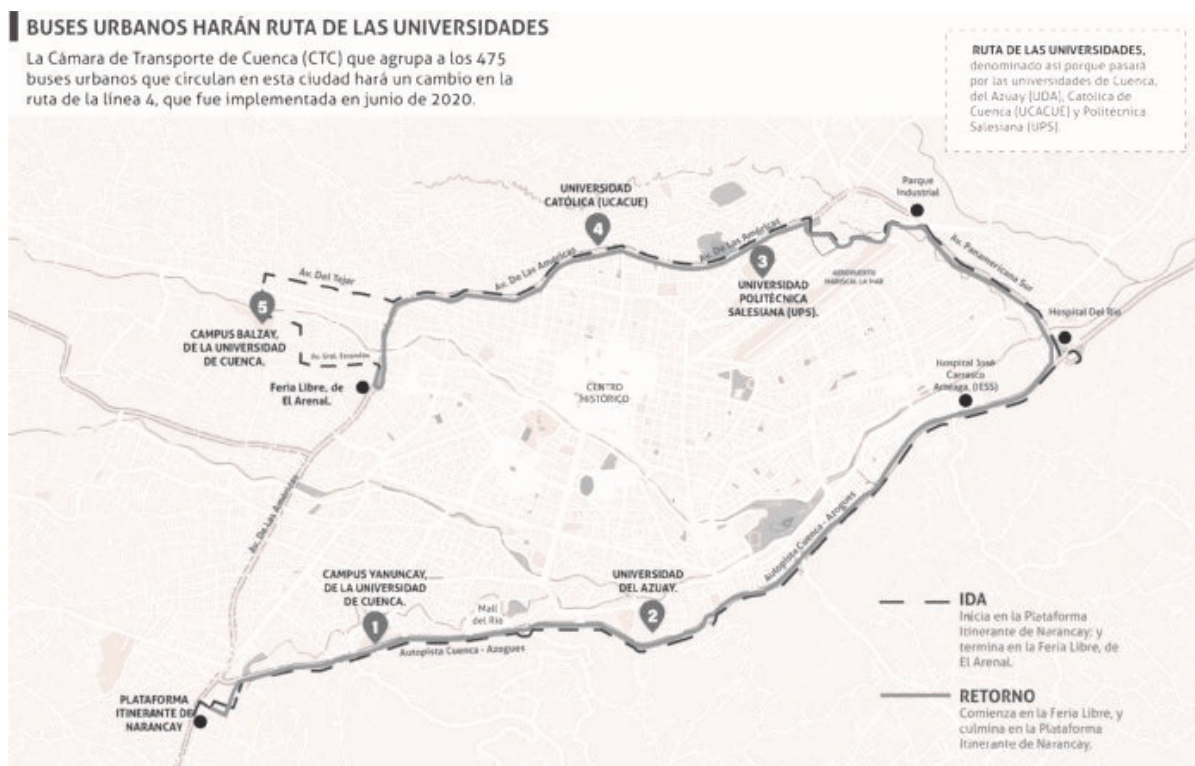 BUSES URBANOS HARÁN RUTA DE LAS UNIVERSIDADES
La Cámara de Transporte de Cuenca (CTC) que agrupa a los 475
buses urbanos que circulan en esta ciudad hará un cambio en la
ruta de la línea 4, que fue implementada en junio de 2020.
RUTA DE LAS UNIVERSIDADES,
denominado así porque pasará
por las universidades de Cuenca,
del Azuay (UDA), Católica de
Cuenca (UCACUE) y Politécnica
Salesiana (UPS).
Parque
Industrial
UNIVERSIDAD
CATÓLICA (UCACUE)
4
Av. De Las Américas
Av. De Las Américas
3
UNIVERSIDAD
POLITÉCNICA
SALESIANA (UPS).
AEROPUERTO
MARISCAL LA MAR
Av. Panamericana Sur
Av. Del Tejar
5
CAMPUS BALZAY,
DE LA UNIVERSIDAD
DE CUENCA.
Av. Gral. Escandón
Hospital Del Río
Feria Libre, de
El Arenal.
CENTRO
HISTÓRICO
Hospital José
Carrasco
Arteaga, (IESS)
Av. De Las Américas
Autopista Cuenca - Azogues
CAMPUS YANUNCAY,
DE LA UNIVERSIDAD
DE CUENCA.
1
Mall
del Río
UNIVERSIDAD
DEL AZUAY.
2
Autopista Cuenca - Azogues
PLATAFORMA
ITINERANTE DE
NARANCAY
IDA
Inicia en la Plataforma
Itinerante de Narancay; y
termina en la Feria Libre, de
El Arenal.
RETORNO
Comienza en la Feria Libre, y
culmina en la Plataforma
Itinerante de Narancay.